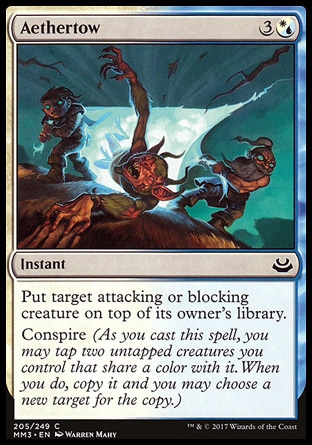 Aethertow 3
Instant
Put target attacking or blocking
creature on top of its owner's library.
Conspire (As you cast this spell, you
may tap two untapped creatures you
control that share a color with it. When
you do, copy it and you may choose a
new target for the copy.)
205/249 C
MM3 • EN Warren Mahy ™ & © 2017 Wizards of the Coast